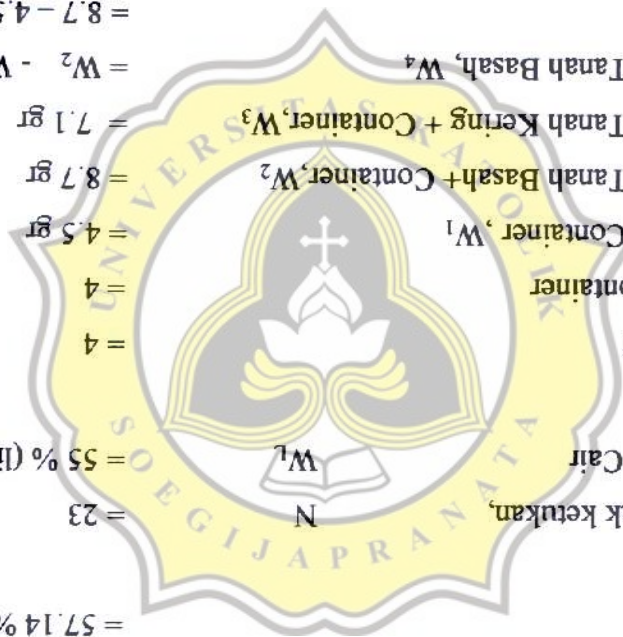 = 57.14 %
k ketukan, N = 23
Cair W_L = 55 % (li
= 4
ontainer = 4
Container , W₁ = 4.5 gr
Tanah Basah+ Container, W₂ = 8.7 gr
Tanah Kering + Container, W₃ = 7.1 gr
Tanah Basah, W₄ = W₂ - W
= 8.7 – 4.5
UNIVERSITAS KATOLIK
SOEGIJAPRANATA